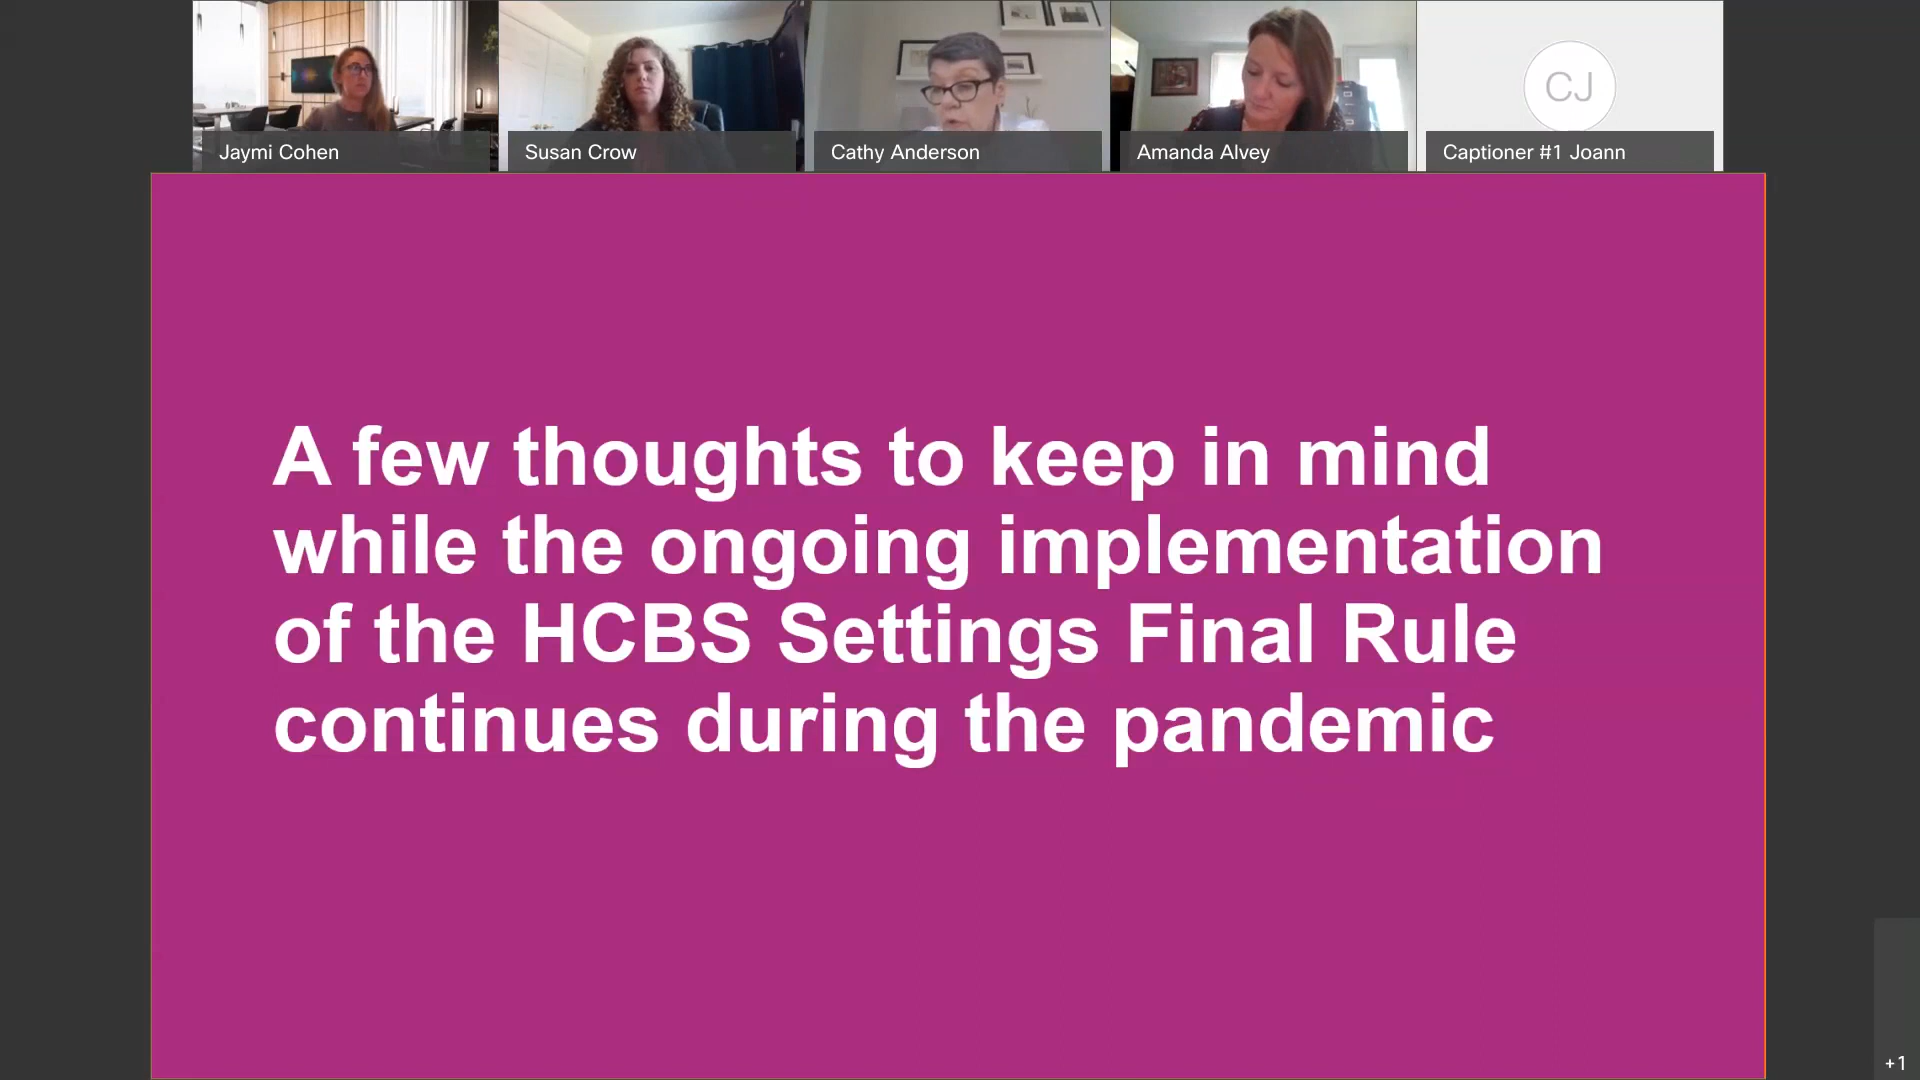 Jaymi Cohen
Susan Crow
Cathy Anderson
Amanda Alvey
CJ
Captioner #1 Joann
A few thoughts to keep in mind
while the ongoing implementation
of the HCBS Settings Final Rule
continues during the pandemic
+1